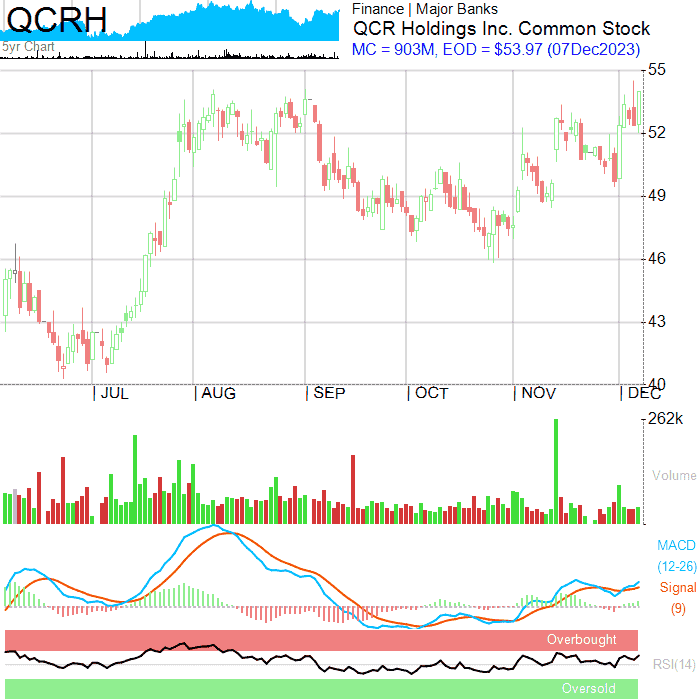 QCRH
5yr Chart
Finance | Major Banks
QCR Holdings Inc. Common Stock
MC = 903M, EOD = $53.97 (07Dec2023)
55
52
49
46
43
40
JUL
AUG
SEP
OCT
NOV
DEC
262k
Volume
MACD
(12-26)
Signal
(9)
Overbought
RSI(14)
Oversold